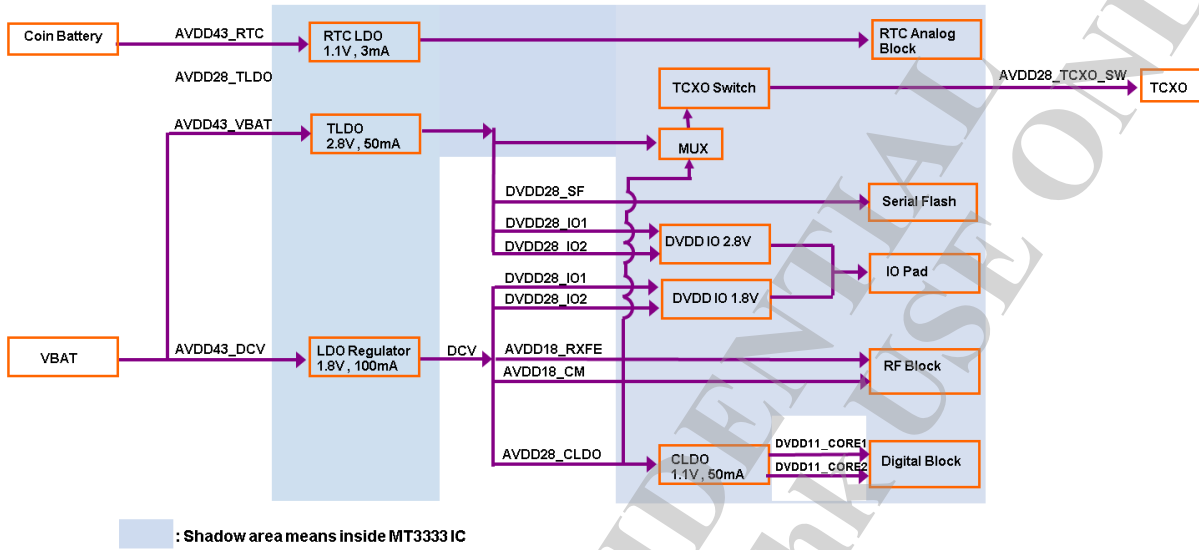 Coin Battery
AVDD43_RTC
RTC LDO
1.1V , 3mA
RTC Analog
Block
AVDD28_TLDO
TCXO Switch
AVDD28_TCXO_SW
TCXO
AVDD43_VBAT
TLDO
2.8V , 50mA
MUX
DVDD28_SF
Serial Flash
DVDD28_IO1
DVDD28_IO2
DVDD IO 2.8V
IO Pad
DVDD28_IO1
DVDD28_IO2
DVDD IO 1.8V
VBAT
AVDD43_DCV
LDO Regulator
1.8V , 100mA
DCV
AVDD18_RXFE
AVDD18_CM
RF Block
AVDD28_CLDO
CLDO
1.1V , 50mA
DVDD11_CORE1
DVDD11_CORE2
Digital Block
: Shadow area means inside MT3333 IC